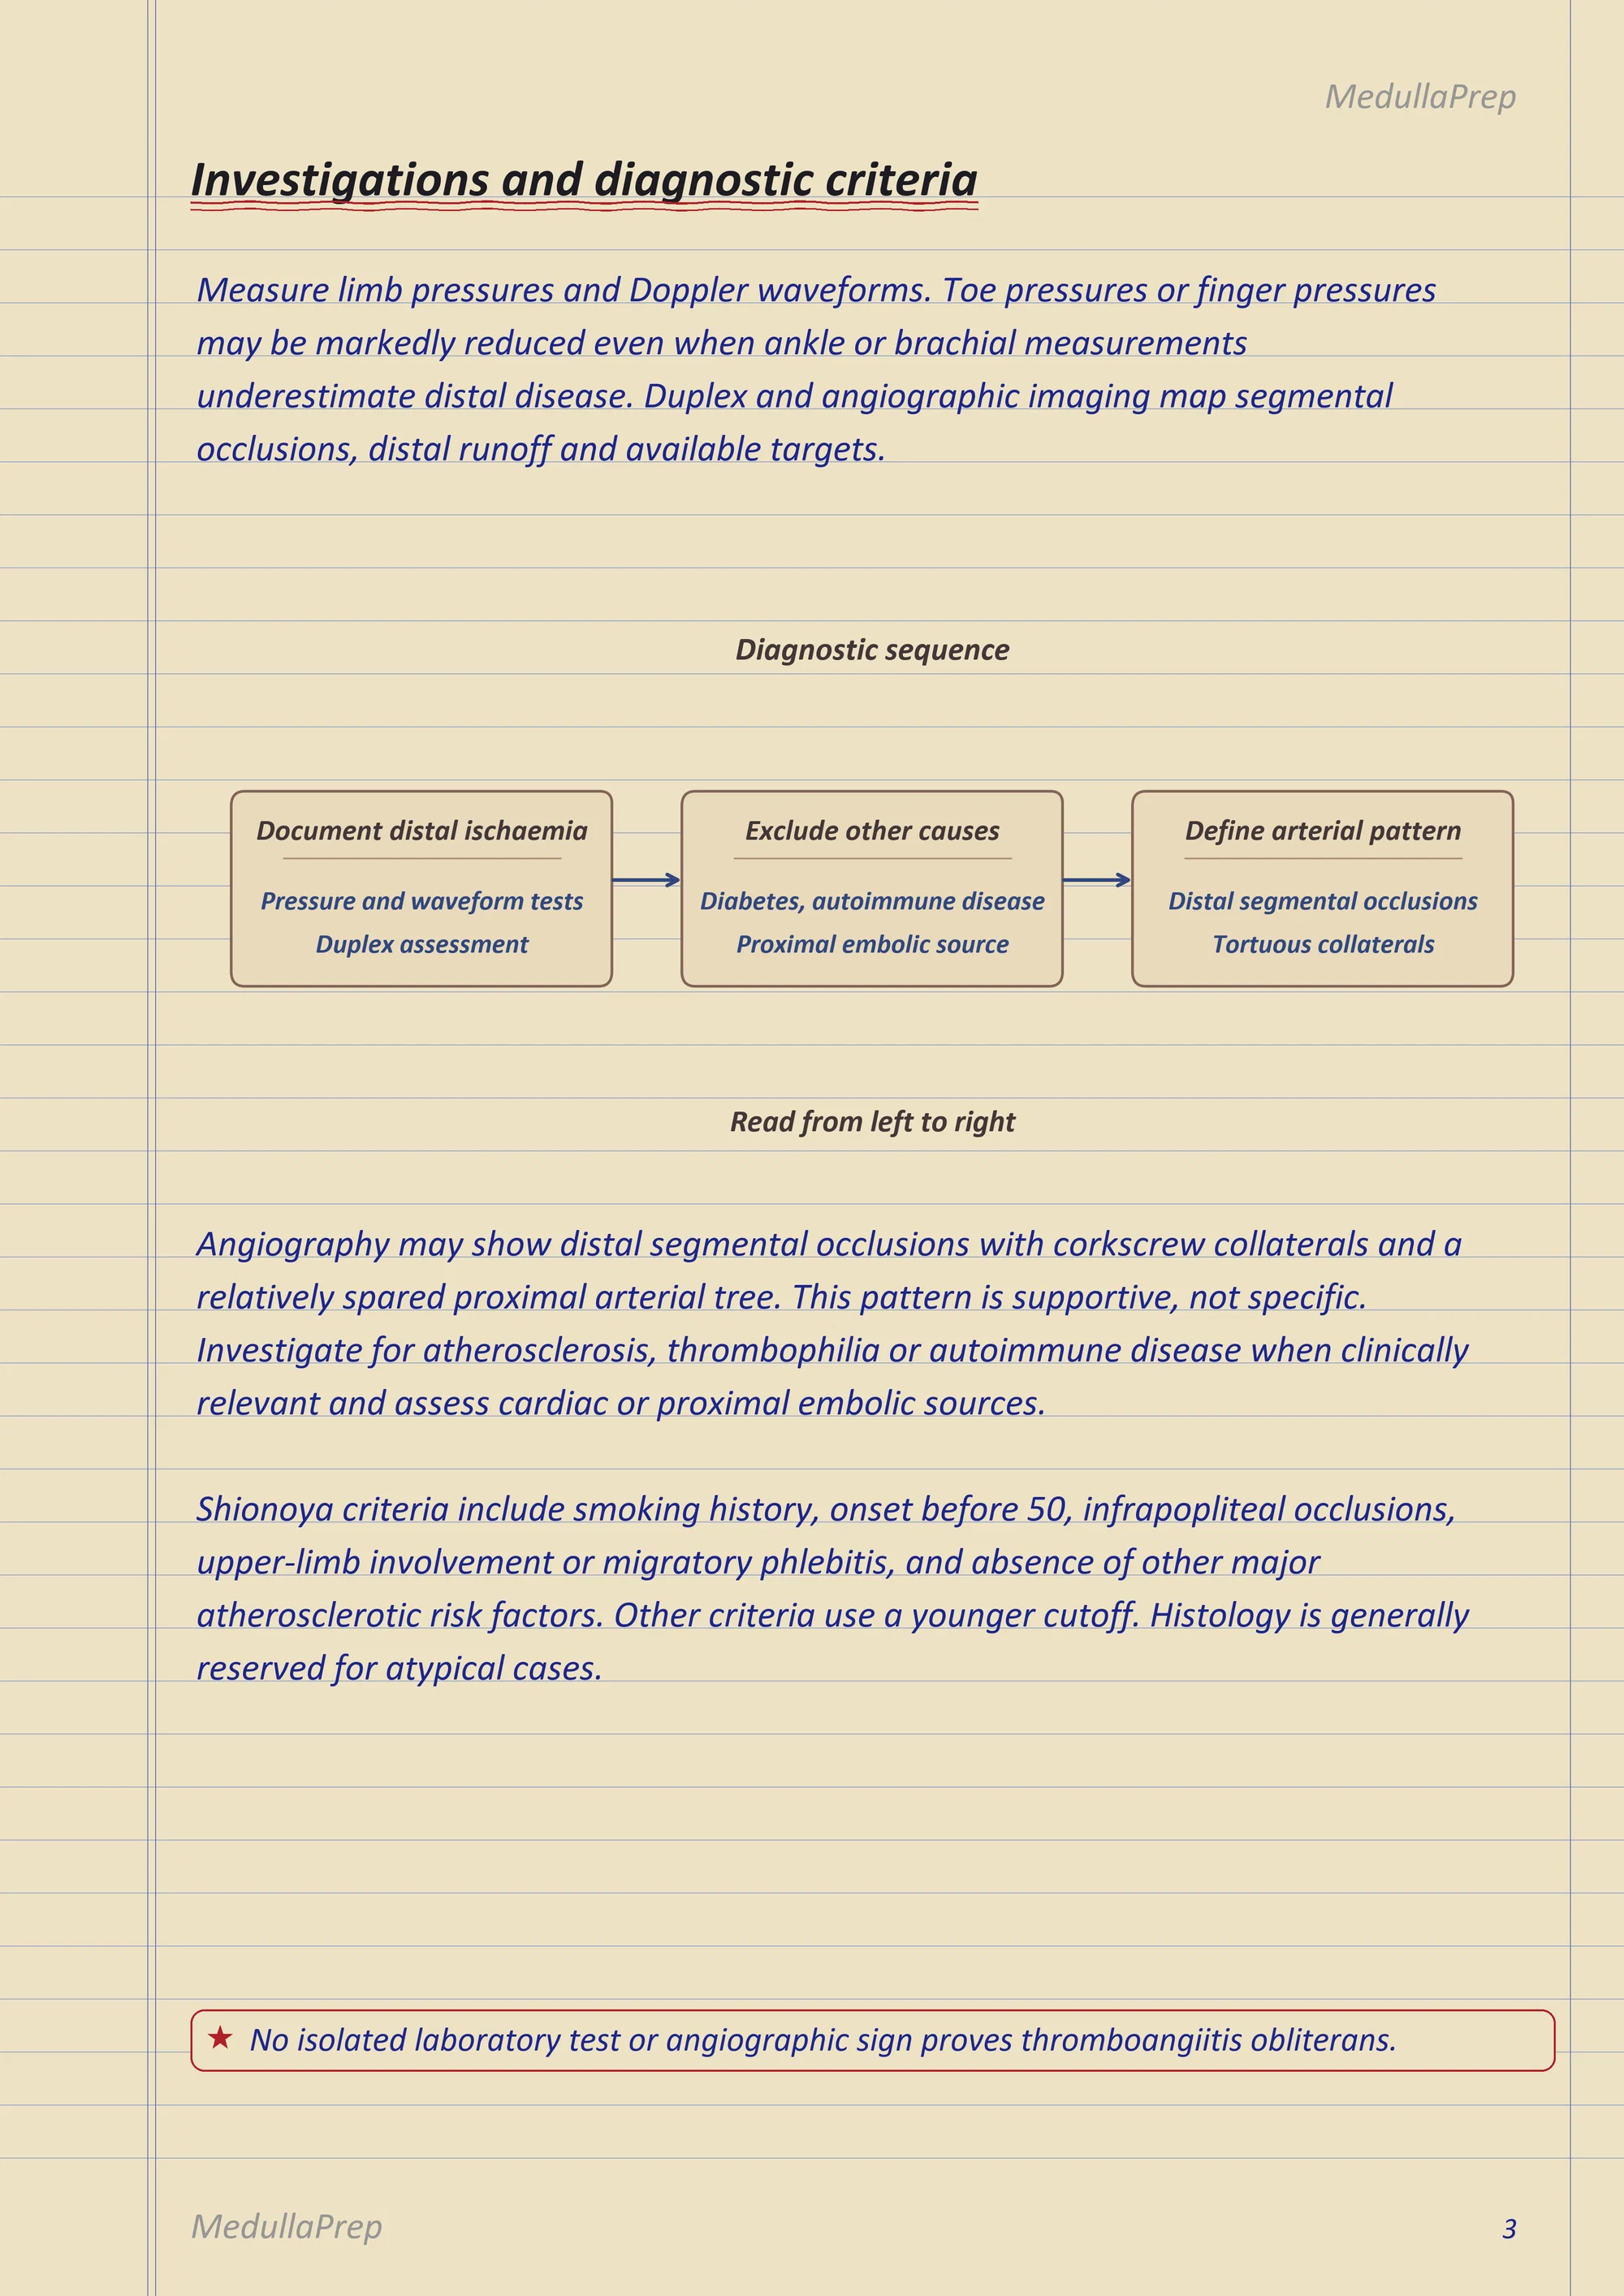 MedullaPrep
Investigations and diagnostic criteria
Measure limb pressures and Doppler waveforms. Toe pressures or finger pressures
may be markedly reduced even when ankle or brachial measurements
underestimate distal disease. Duplex and angiographic imaging map segmental
occlusions, distal runoff and available targets.
Diagnostic sequence
Document distal ischaemia
Pressure and waveform tests
Duplex assessment
Exclude other causes
Diabetes, autoimmune disease
Proximal embolic source
Define arterial pattern
Distal segmental occlusions
Tortuous collaterals
Read from left to right
Angiography may show distal segmental occlusions with corkscrew collaterals and a
relatively spared proximal arterial tree. This pattern is supportive, not specific.
Investigate for atherosclerosis, thrombophilia or autoimmune disease when clinically
relevant and assess cardiac or proximal embolic sources.
Shionoya criteria include smoking history, onset before 50, infrapopliteal occlusions,
upper-limb involvement or migratory phlebitis, and absence of other major
atherosclerotic risk factors. Other criteria use a younger cutoff. Histology is generally
reserved for atypical cases.
★ No isolated laboratory test or angiographic sign proves thromboangiitis obliterans.
MedullaPrep
3